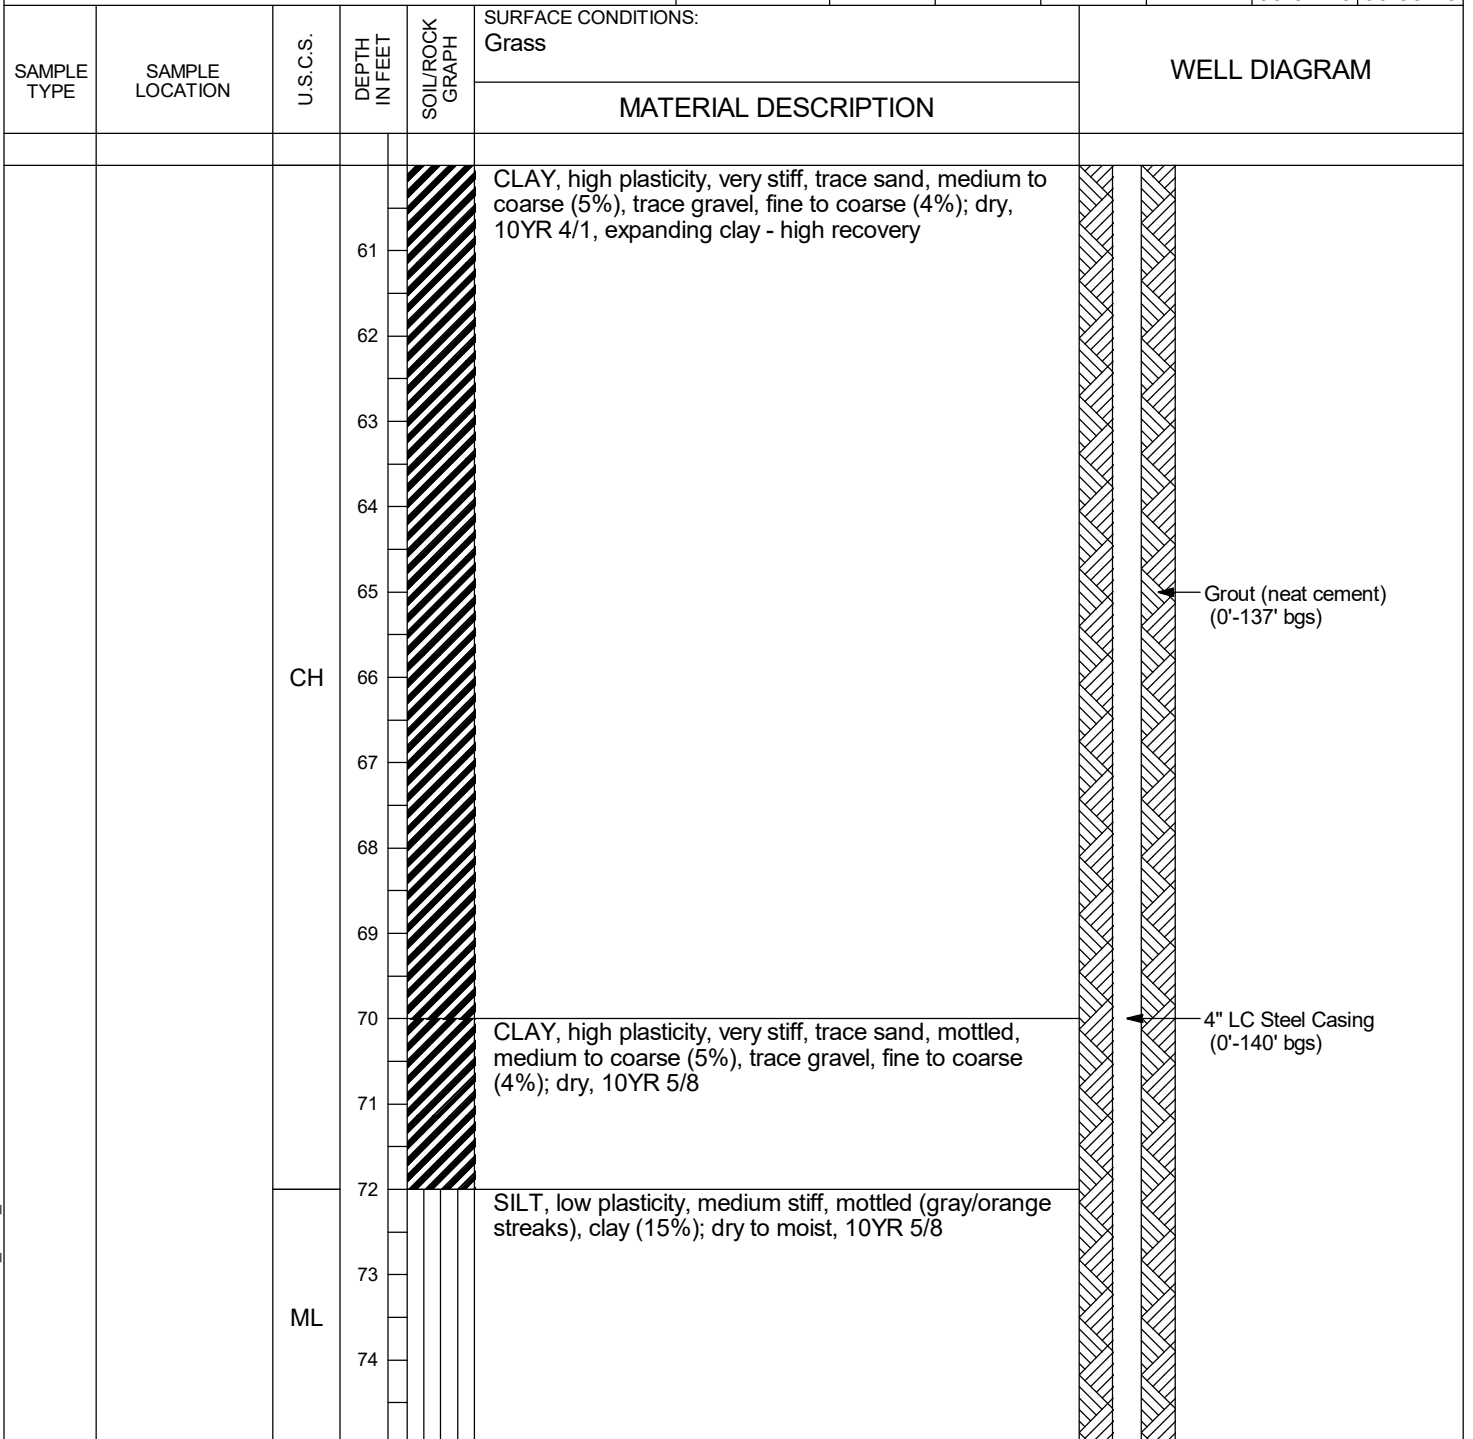 SAMPLE
TYPE
SAMPLE
LOCATION
U.S.C.S.
DEPTH
IN FEET
SOIL/ROCK
GRAPH
SURFACE CONDITIONS:
Grass
MATERIAL DESCRIPTION
WELL DIAGRAM
CLAY, high plasticity, very stiff, trace sand, medium to
coarse (5%), trace gravel, fine to coarse (4%); dry,
10YR 4/1, expanding clay - high recovery
61
62
63
64
65
Grout (neat cement)
(0'-137' bgs)
CH
66
67
68
69
70
4" LC Steel Casing
(0'-140' bgs)
CLAY, high plasticity, very stiff, trace sand, mottled,
medium to coarse (5%), trace gravel, fine to coarse
(4%); dry, 10YR 5/8
71
72
SILT, low plasticity, medium stiff, mottled (gray/orange
streaks), clay (15%); dry to moist, 10YR 5/8
73
ML
74